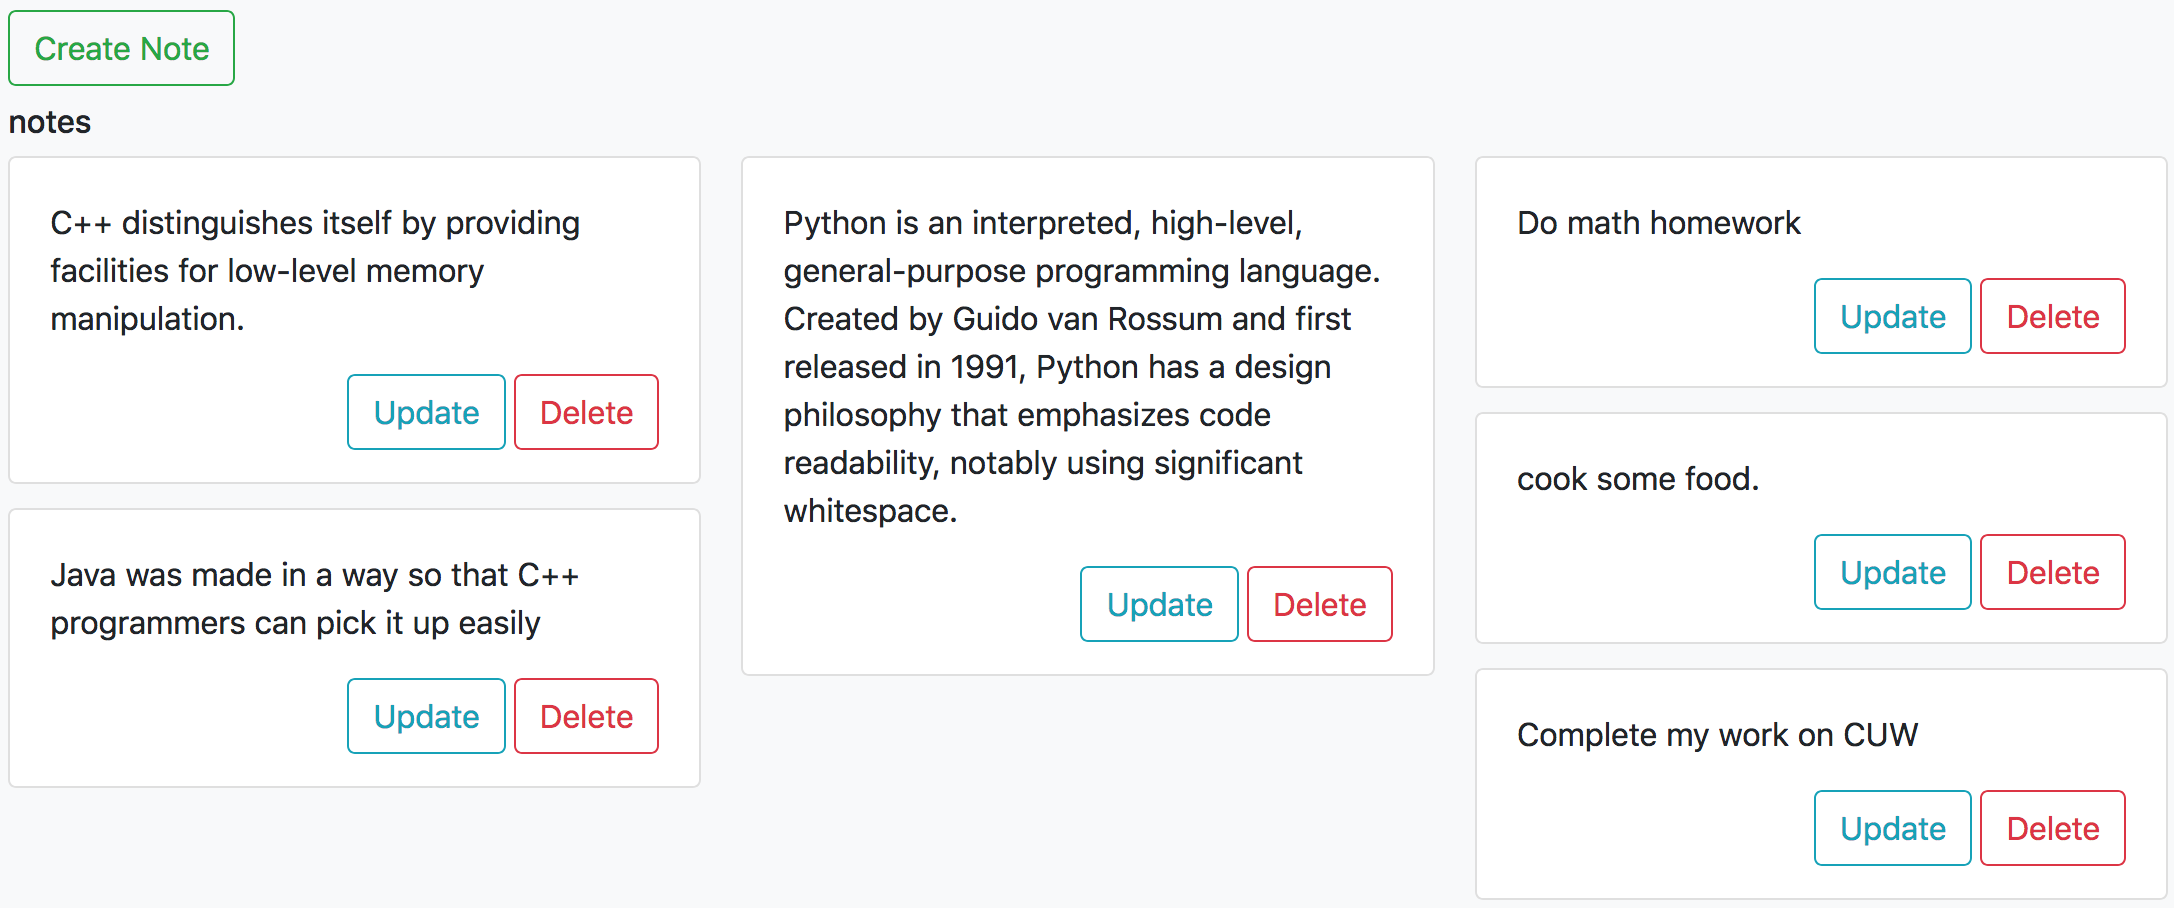 Create Note
notes
C++ distinguishes itself by providing
facilities for low-level memory
manipulation.
Update Delete
Java was made in a way so that C++
programmers can pick it up easily
Update Delete
Python is an interpreted, high-level,
general-purpose programming language.
Created by Guido van Rossum and first
released in 1991, Python has a design
philosophy that emphasizes code
readability, notably using significant
whitespace.
Update Delete
Do math homework
Update Delete
cook some food.
Update Delete
Complete my work on CUW
Update Delete